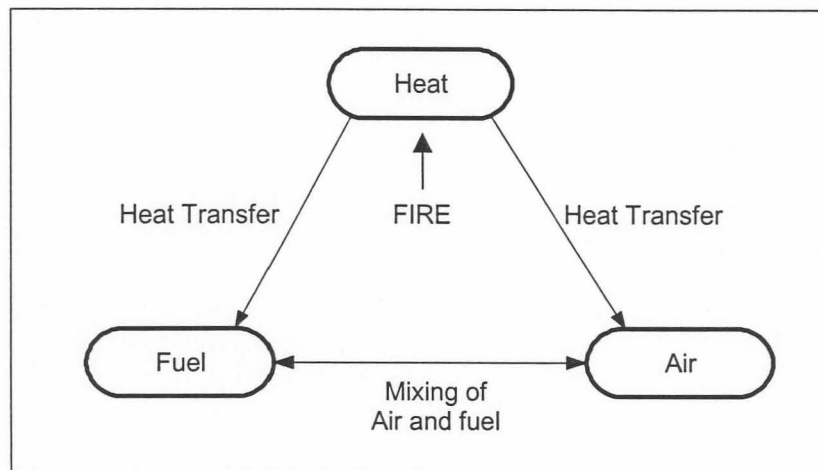 Heat
Heat Transfer
FIRE
Heat Transfer
Fuel
Air
Mixing of
Air and fuel